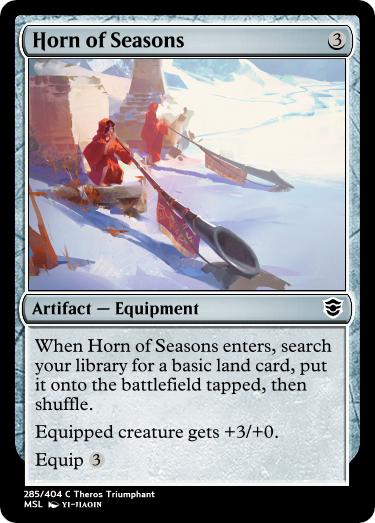 Horn of Seasons 3
Artifact — Equipment
When Horn of Seasons enters, search
your library for a basic land card, put
it onto the battlefield tapped, then
shuffle.
Equipped creature gets +3/+0.
Equip 3
285/404 C Theros Triumphant
MSL YI-JIAOIN